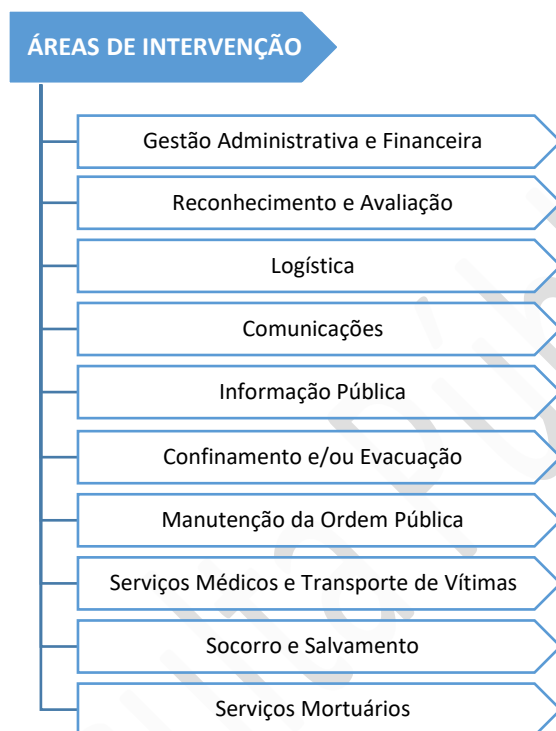 ÁREAS DE INTERVENÇÃO
Gestão Administrativa e Financeira
Reconhecimento e Avaliação
Logística
Comunicações
Informação Pública
Confinamento e/ou Evacuação
Manutenção da Ordem Pública
Serviços Médicos e Transporte de Vítimas
Socorro e Salvamento
Serviços Mortuários